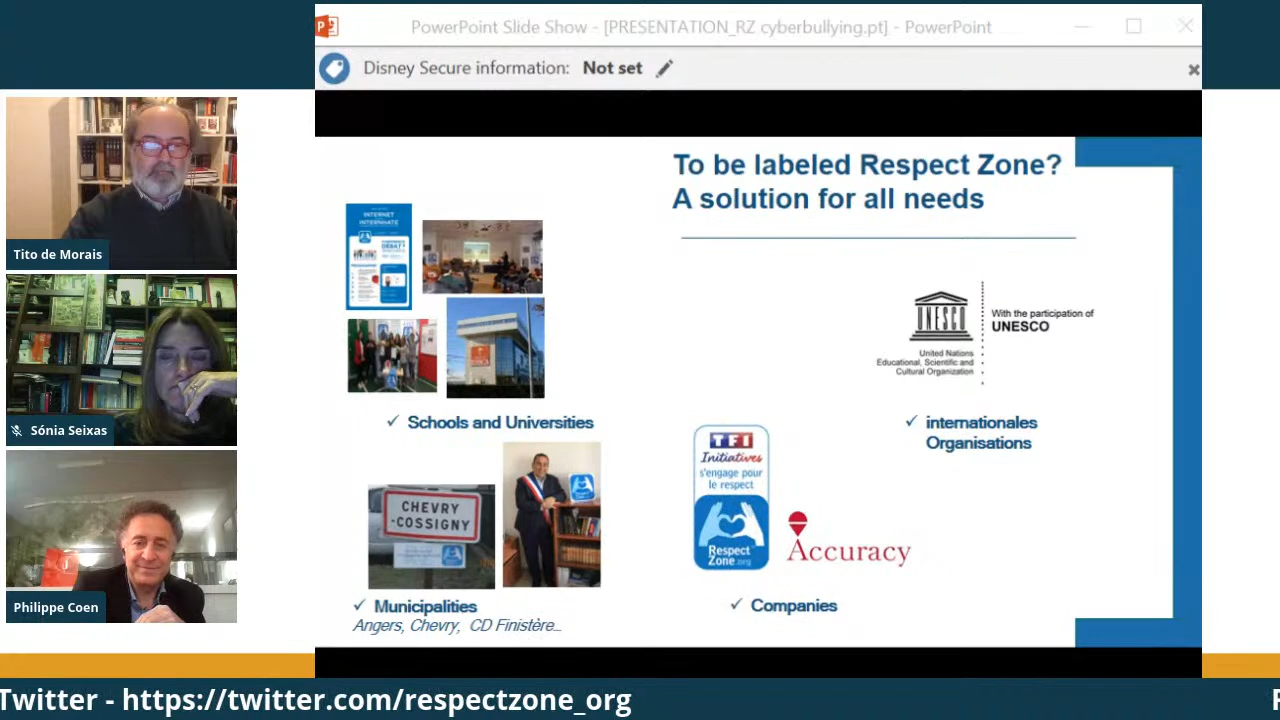 PowerPoint Slide Show - [PRESENTATION_RZ cyberbullying.pt] - PowerPoint
Disney Secure information: Not set
Tito de Morais
Sónia Seixas
Philippe Coen
To be labeled Respect Zone?
A solution for all needs
INTERNET
INTERNATE
DEBAT
✓ Schools and Universities
UNESCO
United Nations
Educational, Scientific and
Cultural Organization
With the participation of
UNESCO
✓ internationales
Organisations
CHEVRY
-COSSIGNY
✓ Municipalities
Angers, Chevry, CD Finistère...
TF1
Initiatives
s'engage pour
le respect
Respect
Zone.org
Accuracy
✓ Companies
Twitter - https://twitter.com/respectzone_org